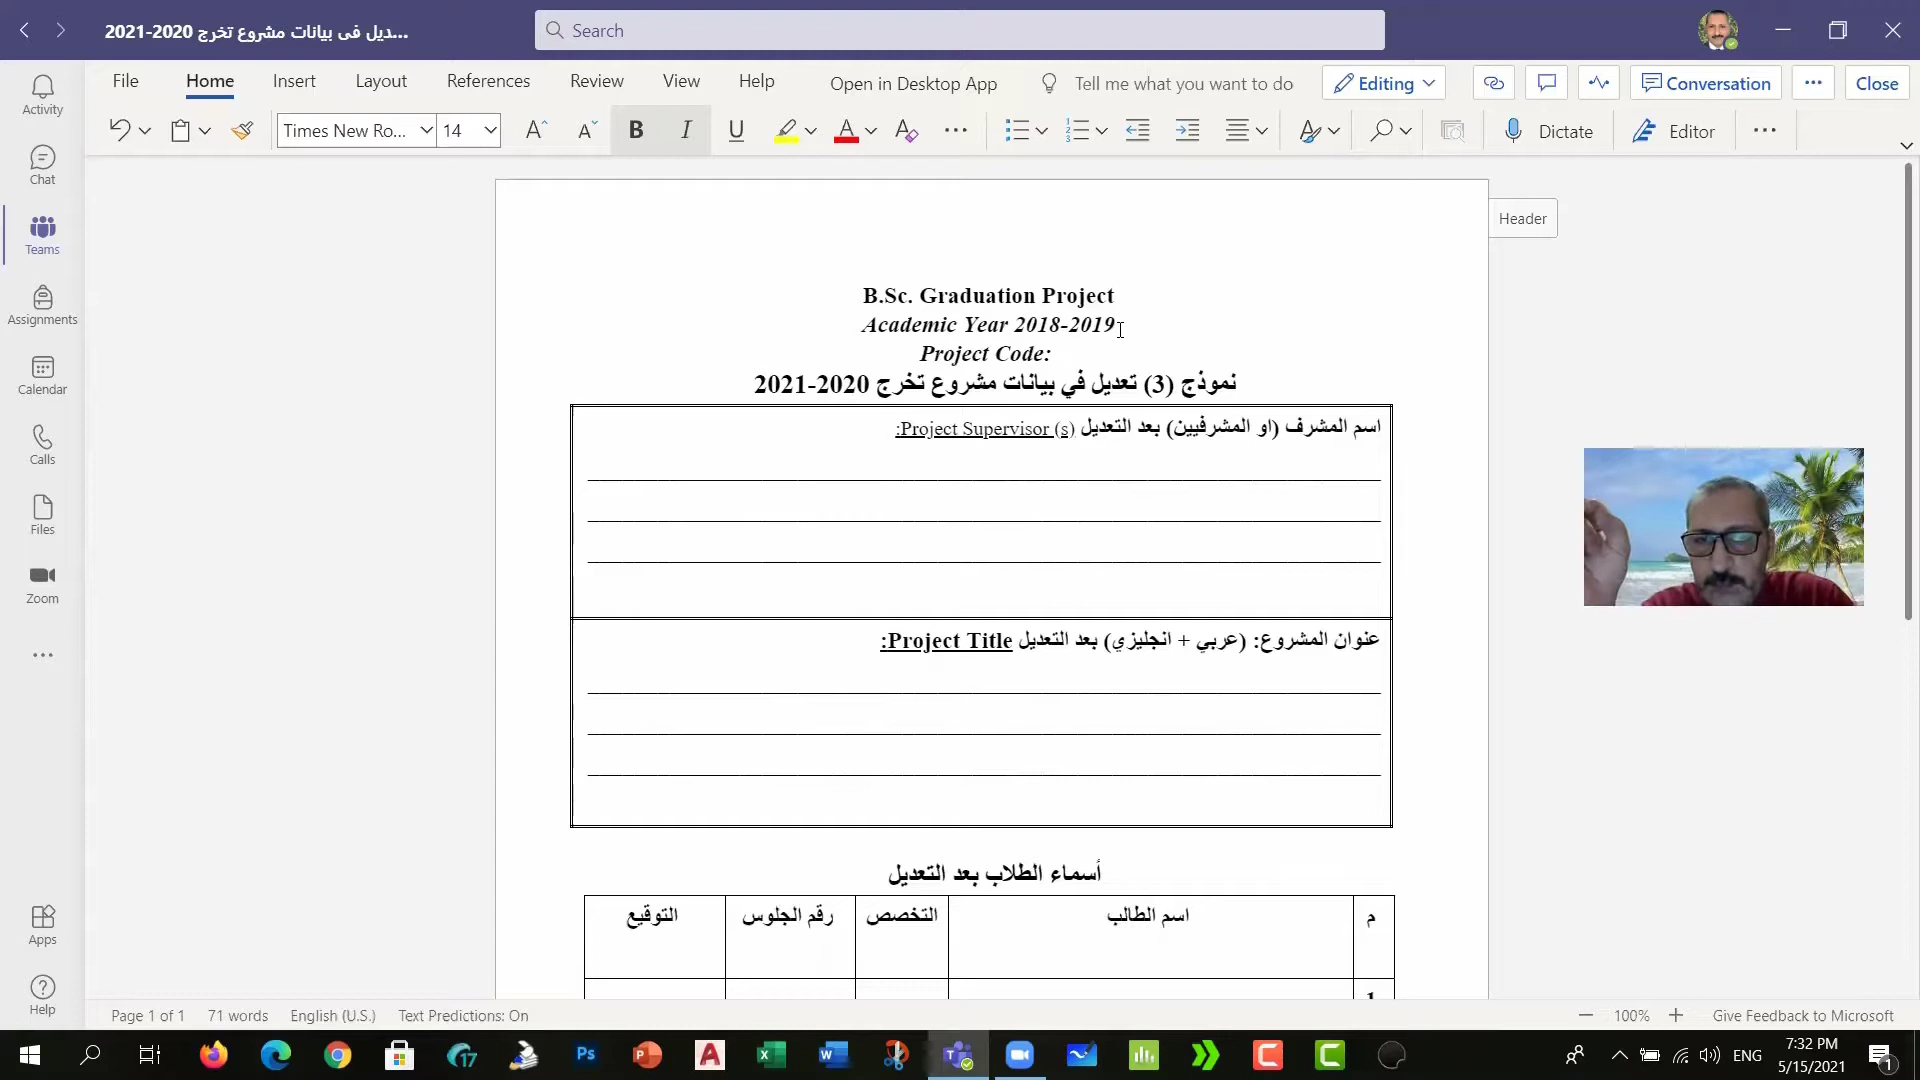 ...ديل فى بيانات مشروع تخرج 2020-2021
Search
File Home Insert Layout References Review View Help Open in Desktop App Tell me what you want to do Editing Conversation Close
Times New Ro... 14 B I U A Dictate Editor
Activity
Chat
Teams
Assignments
Calendar
Calls
Files
Zoom
Apps
Help
Header
B.Sc. Graduation Project
Academic Year 2018-2019
Project Code:
نموذج (3) تعديل في بيانات مشروع تخرج 2020-2021
اسم المشرف (او المشرفيين) بعد التعديل Project Supervisor (s):
عنوان المشروع: (عربي + انجليزي) بعد التعديل Project Title:
أسماء الطلاب بعد التعديل
م اسم الطالب التخصص رقم الجلوس التوقيع
Page 1 of 1 71 words English (U.S.) Text Predictions: On 100% Give Feedback to Microsoft
17 Ps ENG 7:32 PM
5/15/2021 1